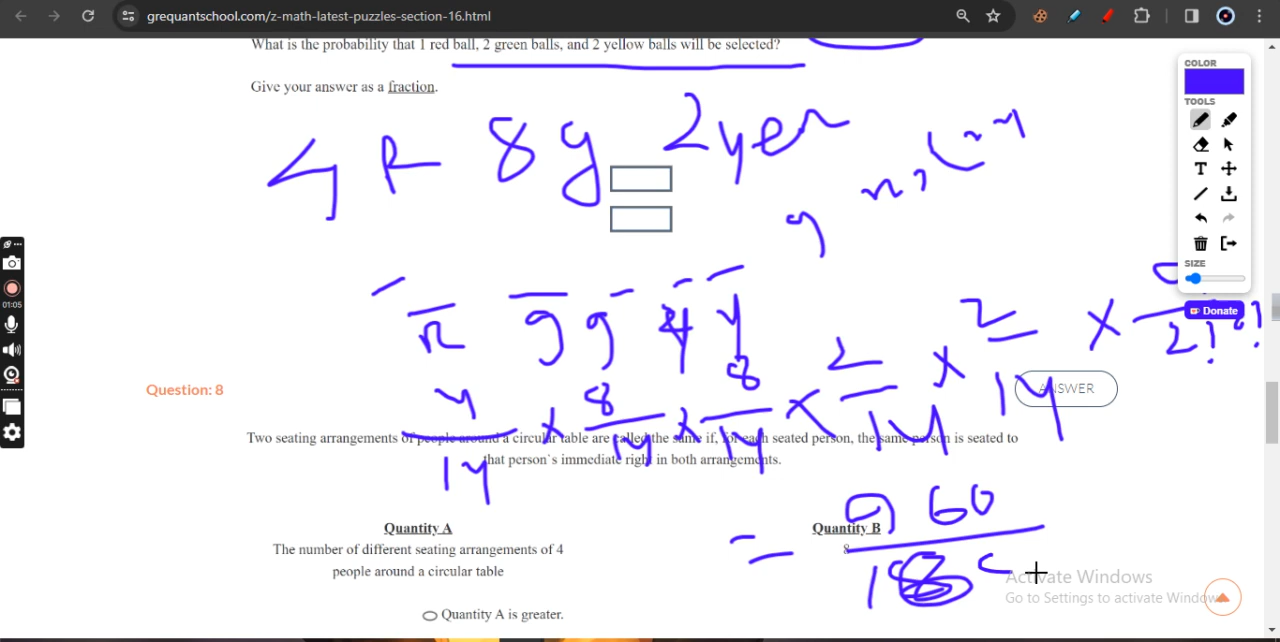 grequantschool.com/z-math-latest-puzzles-section-16.html
What is the probability that 1 red ball, 2 green balls, and 2 yellow balls will be selected?
Give your answer as a fraction.
COLOR
TOOLS
T
SIZE
Donate
01:05
4 R 8g 2yer
r g g y y
4/14 × 8/14 × 8/14 × 2/14 × 2/14 ×
2!
Question: 8
ANSWER
Two seating arrangements of people around a circular table are called the same if, for each seated person, the same person is seated to
that person's immediate right in both arrangements.
Quantity A
Quantity B
The number of different seating arrangements of 4
people around a circular table
8
= 960
Activate Windows
Go to Settings to activate Windows
Quantity A is greater.